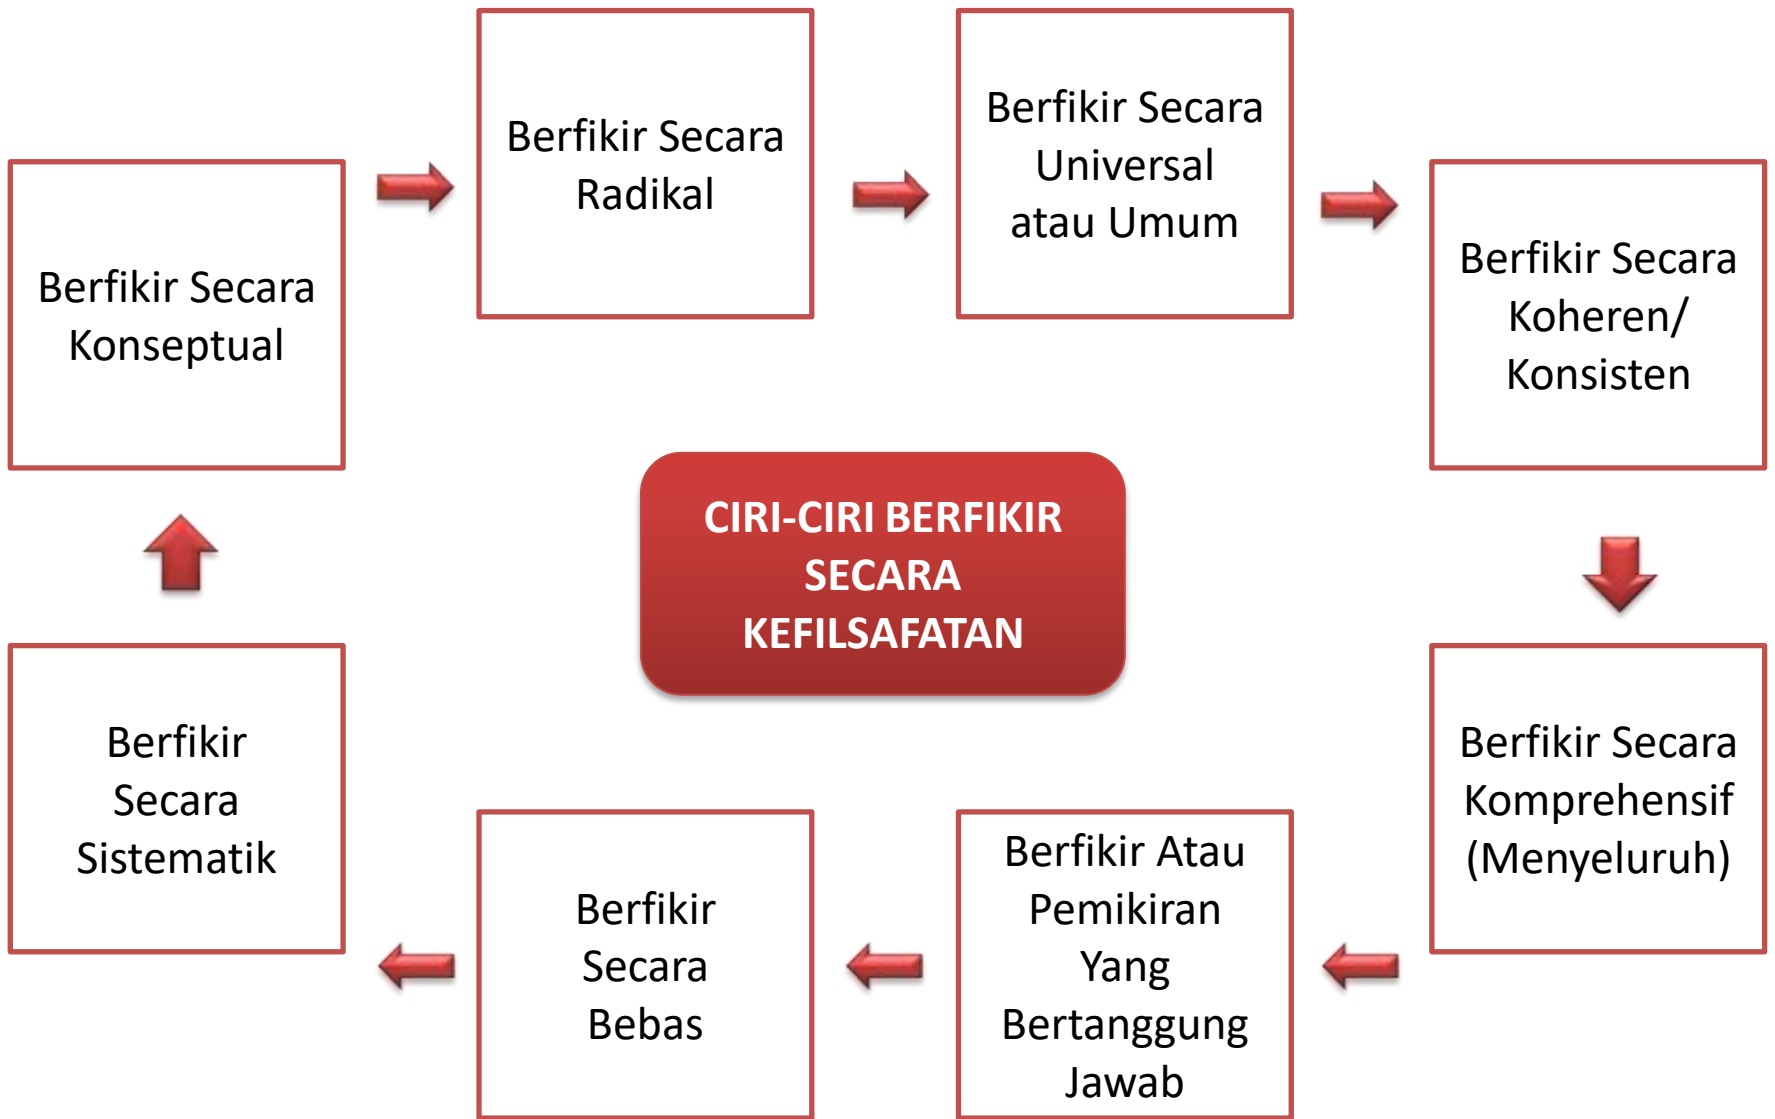 Berfikir Secara
Konseptual
Berfikir Secara
Radikal
Berfikir Secara
Universal
atau Umum
Berfikir Secara
Koheren/
Konsisten
CIRI-CIRI BERFIKIR
SECARA
KEFILSAFATAN
Berfikir Secara
Komprehensif
(Menyeluruh)
Berfikir Atau
Pemikiran
Yang
Bertanggung
Jawab
Berfikir
Secara
Bebas
Berfikir
Secara
Sistematik